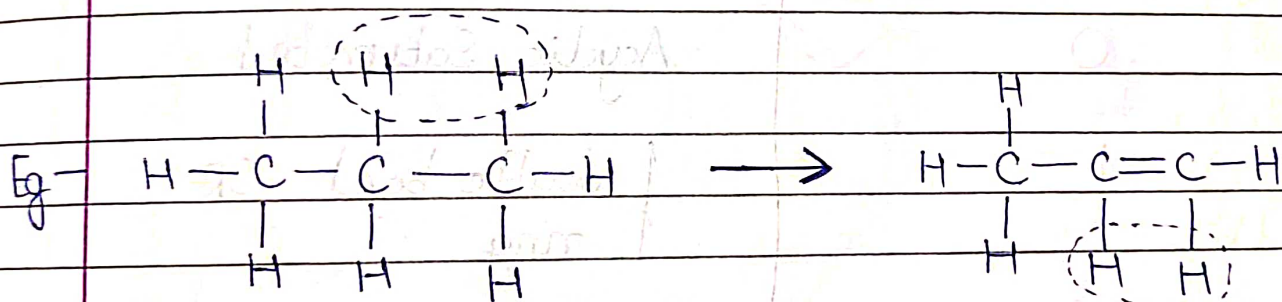 H H H H
Eg- H-C-C-C-H → H-C-C=C-H
H H H H H H